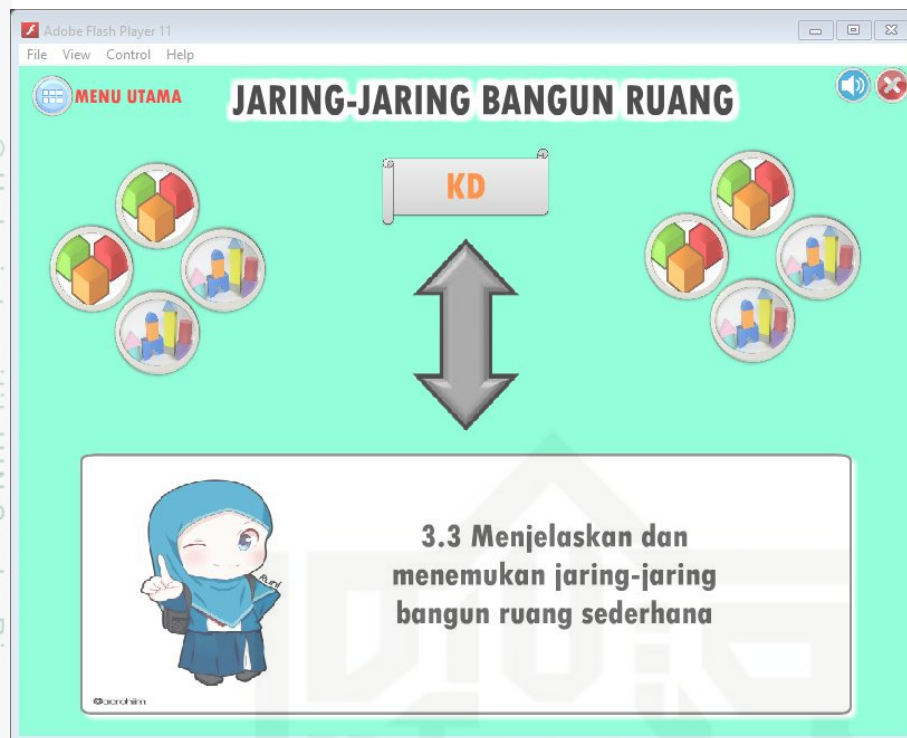 Adobe Flash Player 11
File View Control Help
MENU UTAMA
JARING-JARING BANGUN RUANG
KD
3.3 Menjelaskan dan
menemukan jaring-jaring
bangun ruang sederhana